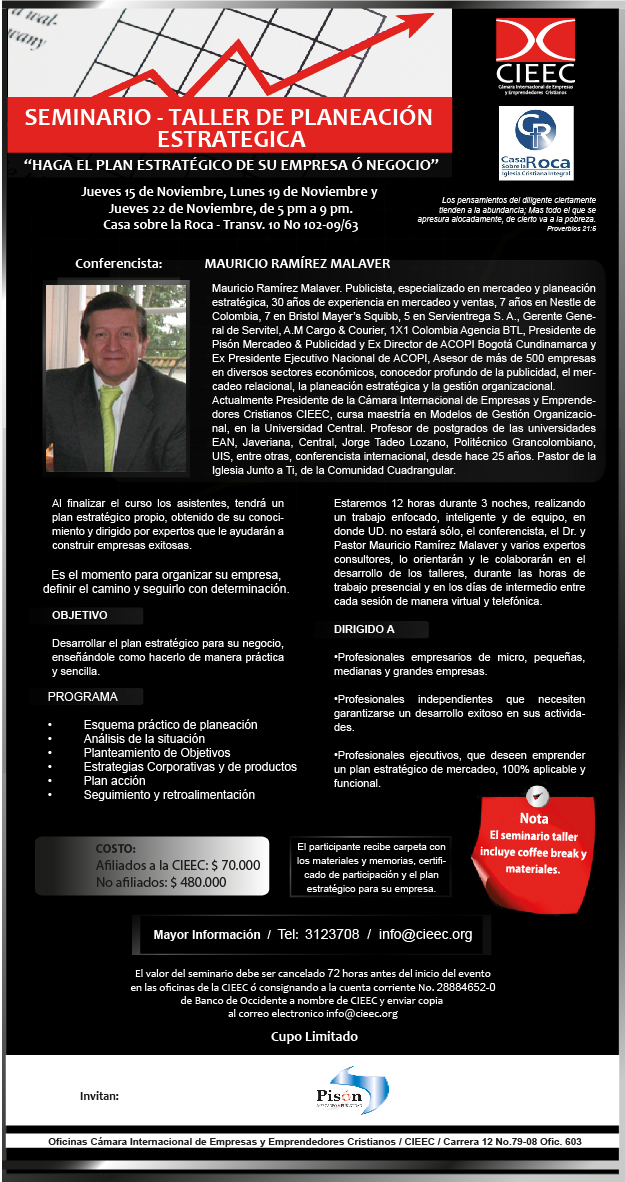 a wal-
wany
CIEEC
Cámara Internacional de Empresas
y Emprendedores Cristianos
SEMINARIO - TALLER DE PLANEACIÓN
ESTRATEGICA
“HAGA EL PLAN ESTRATÉGICO DE SU EMPRESA Ó NEGOCIO”
Casa
Sobre la
Roca
Iglesia Cristiana Integral
Jueves 15 de Noviembre, Lunes 19 de Noviembre y
Jueves 22 de Noviembre, de 5 pm a 9 pm.
Casa sobre la Roca - Transv. 10 No 102-09/63
Los pensamientos del diligente ciertamente
tienden a la abundancia; Mas todo el que se
apresura alocadamente, de cierto va a la pobreza.
Proverbios 21:5
Conferencista: MAURICIO RAMÍREZ MALAVER
Mauricio Ramírez Malaver. Publicista, especializado en mercadeo y planeación
estratégica, 30 años de experiencia en mercadeo y ventas, 7 años en Nestle de
Colombia, 7 en Bristol Mayer’s Squibb, 5 en Servientrega S. A., Gerente Gene-
ral de Servitel, A.M Cargo & Courier, 1X1 Colombia Agencia BTL, Presidente de
Pisón Mercadeo & Publicidad y Ex Director de ACOPI Bogotá Cundinamarca y
Ex Presidente Ejecutivo Nacional de ACOPI, Asesor de más de 500 empresas
en diversos sectores económicos, conocedor profundo de la publicidad, el mer-
cadeo relacional, la planeación estratégica y la gestión organizacional.
Actualmente Presidente de la Cámara Internacional de Empresas y Emprende-
dores Cristianos CIEEC, cursa maestría en Modelos de Gestión Organizacio-
nal, en la Universidad Central. Profesor de postgrados de las universidades
EAN, Javeriana, Central, Jorge Tadeo Lozano, Politécnico Grancolombiano,
UIS, entre otras, conferencista internacional, desde hace 25 años. Pastor de la
Iglesia Junto a Ti, de la Comunidad Cuadrangular.
Al finalizar el curso los asistentes, tendrá un
plan estratégico propio, obtenido de su conoci-
miento y dirigido por expertos que le ayudarán a
construir empresas exitosas.
Es el momento para organizar su empresa,
definir el camino y seguirlo con determinación.
OBJETIVO
Desarrollar el plan estratégico para su negocio,
enseñándole como hacerlo de manera práctica
y sencilla.
PROGRAMA
• Esquema práctico de planeación
• Análisis de la situación
• Planteamiento de Objetivos
• Estrategias Corporativas y de productos
• Plan acción
• Seguimiento y retroalimentación
Estaremos 12 horas durante 3 noches, realizando
un trabajo enfocado, inteligente y de equipo, en
donde UD. no estará sólo, el conferencista, el Dr. y
Pastor Mauricio Ramírez Malaver y varios expertos
consultores, lo orientarán y le colaborarán en el
desarrollo de los talleres, durante las horas de
trabajo presencial y en los días de intermedio entre
cada sesión de manera virtual y telefónica.
DIRIGIDO A
•Profesionales empresarios de micro, pequeñas,
medianas y grandes empresas.
•Profesionales independientes que necesiten
garantizarse un desarrollo exitoso en sus activida-
des.
•Profesionales ejecutivos, que deseen emprender
un plan estratégico de mercadeo, 100% aplicable y
funcional.
Nota
El seminario taller
incluye coffee break y
materiales.
COSTO:
Afiliados a la CIEEC: $ 70.000
No afiliados: $ 480.000
El participante recibe carpeta con
los materiales y memorias, certifi-
cado de participación y el plan
estratégico para su empresa.
Mayor Información / Tel: 3123708 / info@cieec.org
El valor del seminario debe ser cancelado 72 horas antes del inicio del evento
en las oficinas de la CIEEC ó consignando a la cuenta corriente No. 28884652-0
de Banco de Occidente a nombre de CIEEC y enviar copia
al correo electronico info@cieec.org
Cupo Limitado
Invitan:
Pisón
Oficinas Cámara Internacional de Empresas y Emprendedores Cristianos / CIEEC / Carrera 12 No.79-08 Ofic. 603